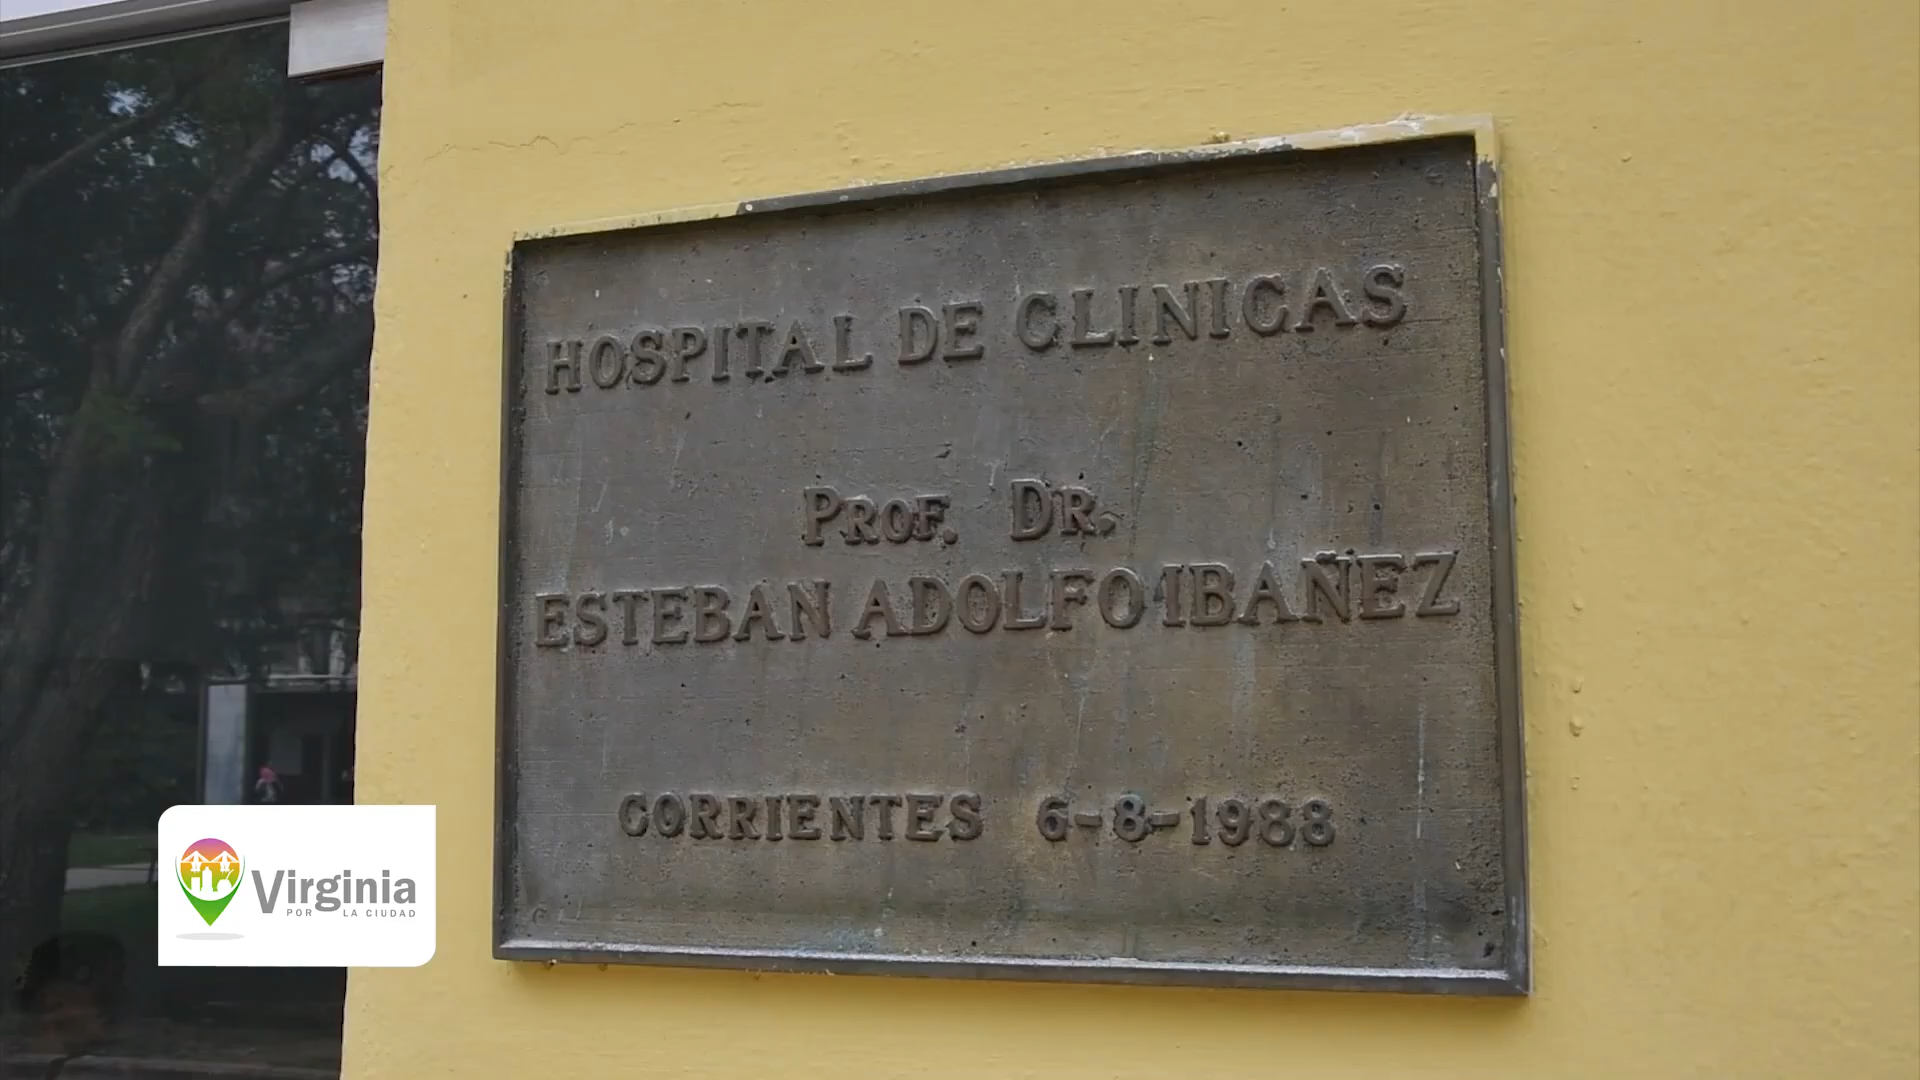 HOSPITAL DE CLINICAS
PROF. DR.
ESTEBAN ADOLFO IBAÑEZ
CORRIENTES 6-8-1988
Virginia
POR LA CIUDAD